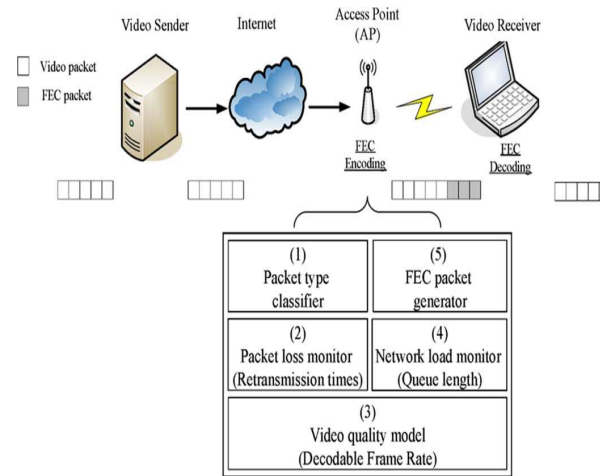 Video Sender
Internet
Access Point
(AP)
Video Receiver
Video packet
FEC packet
FEC
Encoding
FEC
Decoding
(1)
Packet type
classifier
(5)
FEC packet
generator
(2)
Packet loss monitor
(Retransmission times)
(4)
Network load monitor
(Queue length)
(3)
Video quality model
(Decodable Frame Rate)